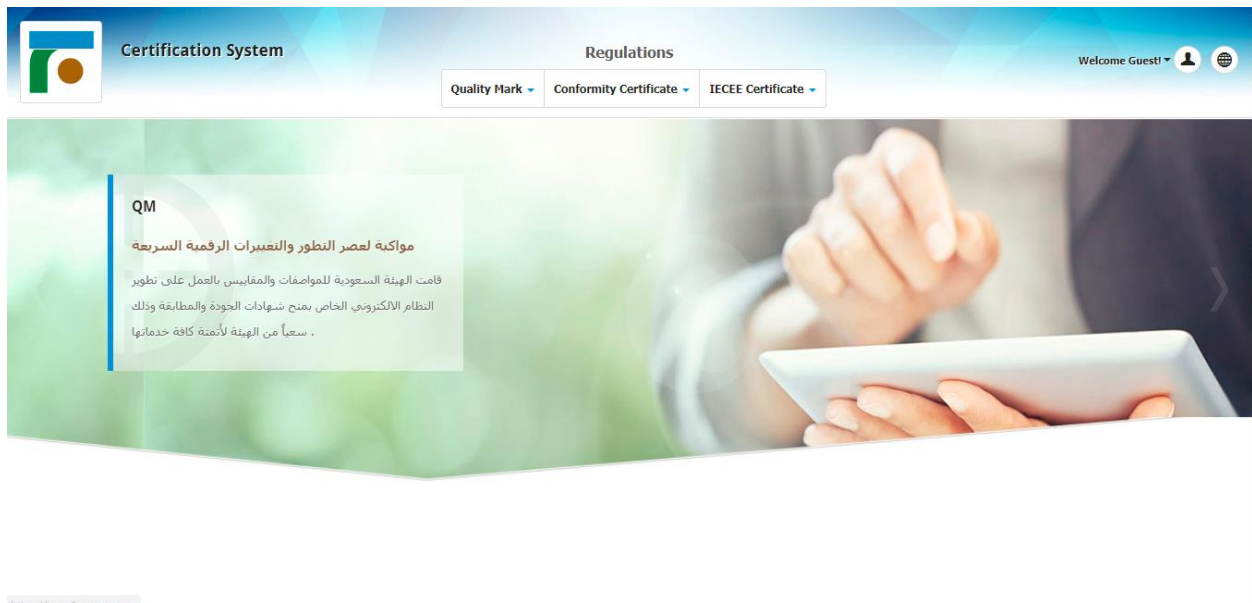 Certification System
Regulations
Welcome Guest!
Quality Mark
Conformity Certificate
IECEE Certificate
QM
مواكبة لعصر التطور والتغييرات الرقمية السريعة
قامت الهيئة السعودية للمواصفات والمقاييس بالعمل على تطوير
النظام الالكتروني الخاص بمنح شهادات الجودة والمطابقة وذلك
. سعياً من الهيئة لأتمتة كافة خدماتها